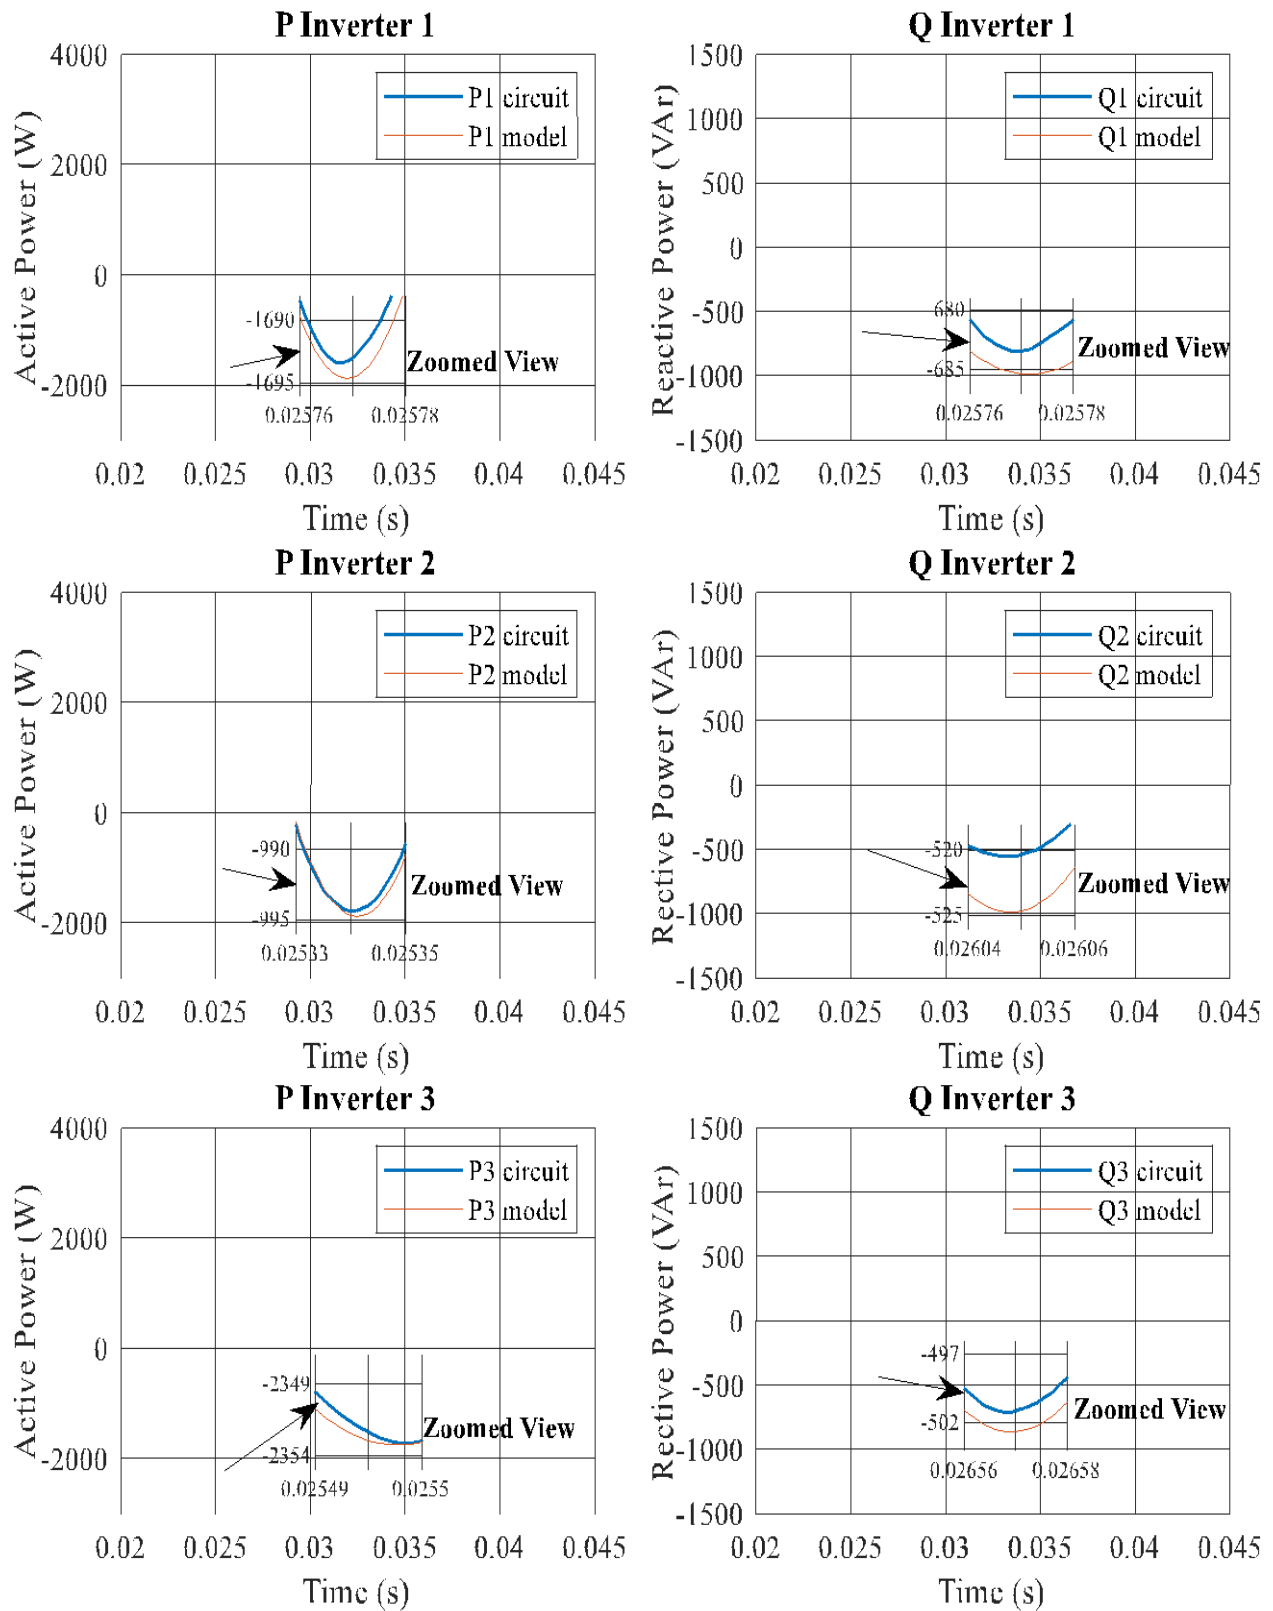 P Inverter 1
Active Power (W)
4000
2000
0
-2000
P1 circuit
P1 model
-1690
-1695
0.02576
0.02578
Zoomed View
0.02
0.025
0.03
0.035
0.04
0.045
Time (s)
Q Inverter 1
Reactive Power (VAr)
1500
1000
500
0
-500
-1000
-1500
Q1 circuit
Q1 model
-680
-685
0.02576
0.02578
Zoomed View
0.02
0.025
0.03
0.035
0.04
0.045
Time (s)
P Inverter 2
Active Power (W)
4000
2000
0
-2000
P2 circuit
P2 model
-990
-995
0.02533
0.02535
Zoomed View
0.02
0.025
0.03
0.035
0.04
0.045
Time (s)
Q Inverter 2
Rective Power (VAr)
1500
1000
500
0
-500
-1000
-1500
Q2 circuit
Q2 model
-520
-525
0.02604
0.02606
Zoomed View
0.02
0.025
0.03
0.035
0.04
0.045
Time (s)
P Inverter 3
Active Power (W)
4000
2000
0
-2000
P3 circuit
P3 model
-2349
-2354
0.02549
0.0255
Zoomed View
0.02
0.025
0.03
0.035
0.04
0.045
Time (s)
Q Inverter 3
Rective Power (VAr)
1500
1000
500
0
-500
-1000
-1500
Q3 circuit
Q3 model
-497
-502
0.02656
0.02658
Zoomed View
0.02
0.025
0.03
0.035
0.04
0.045
Time (s)